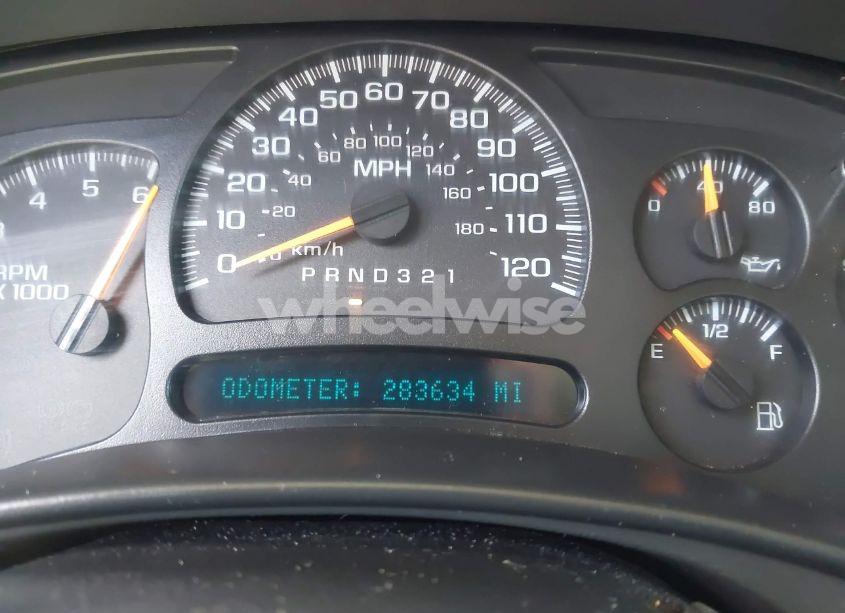 4 5 6
RPM
X 1000
0 10 20 30 40 50 60 70 80 90 100 110 120
0 20 40 60 80 100 120 140 160 180
MPH
km/h
P R N D 3 2 1
wheelwise
ODOMETER: 283634 MI
0 40 80
E 1/2 F